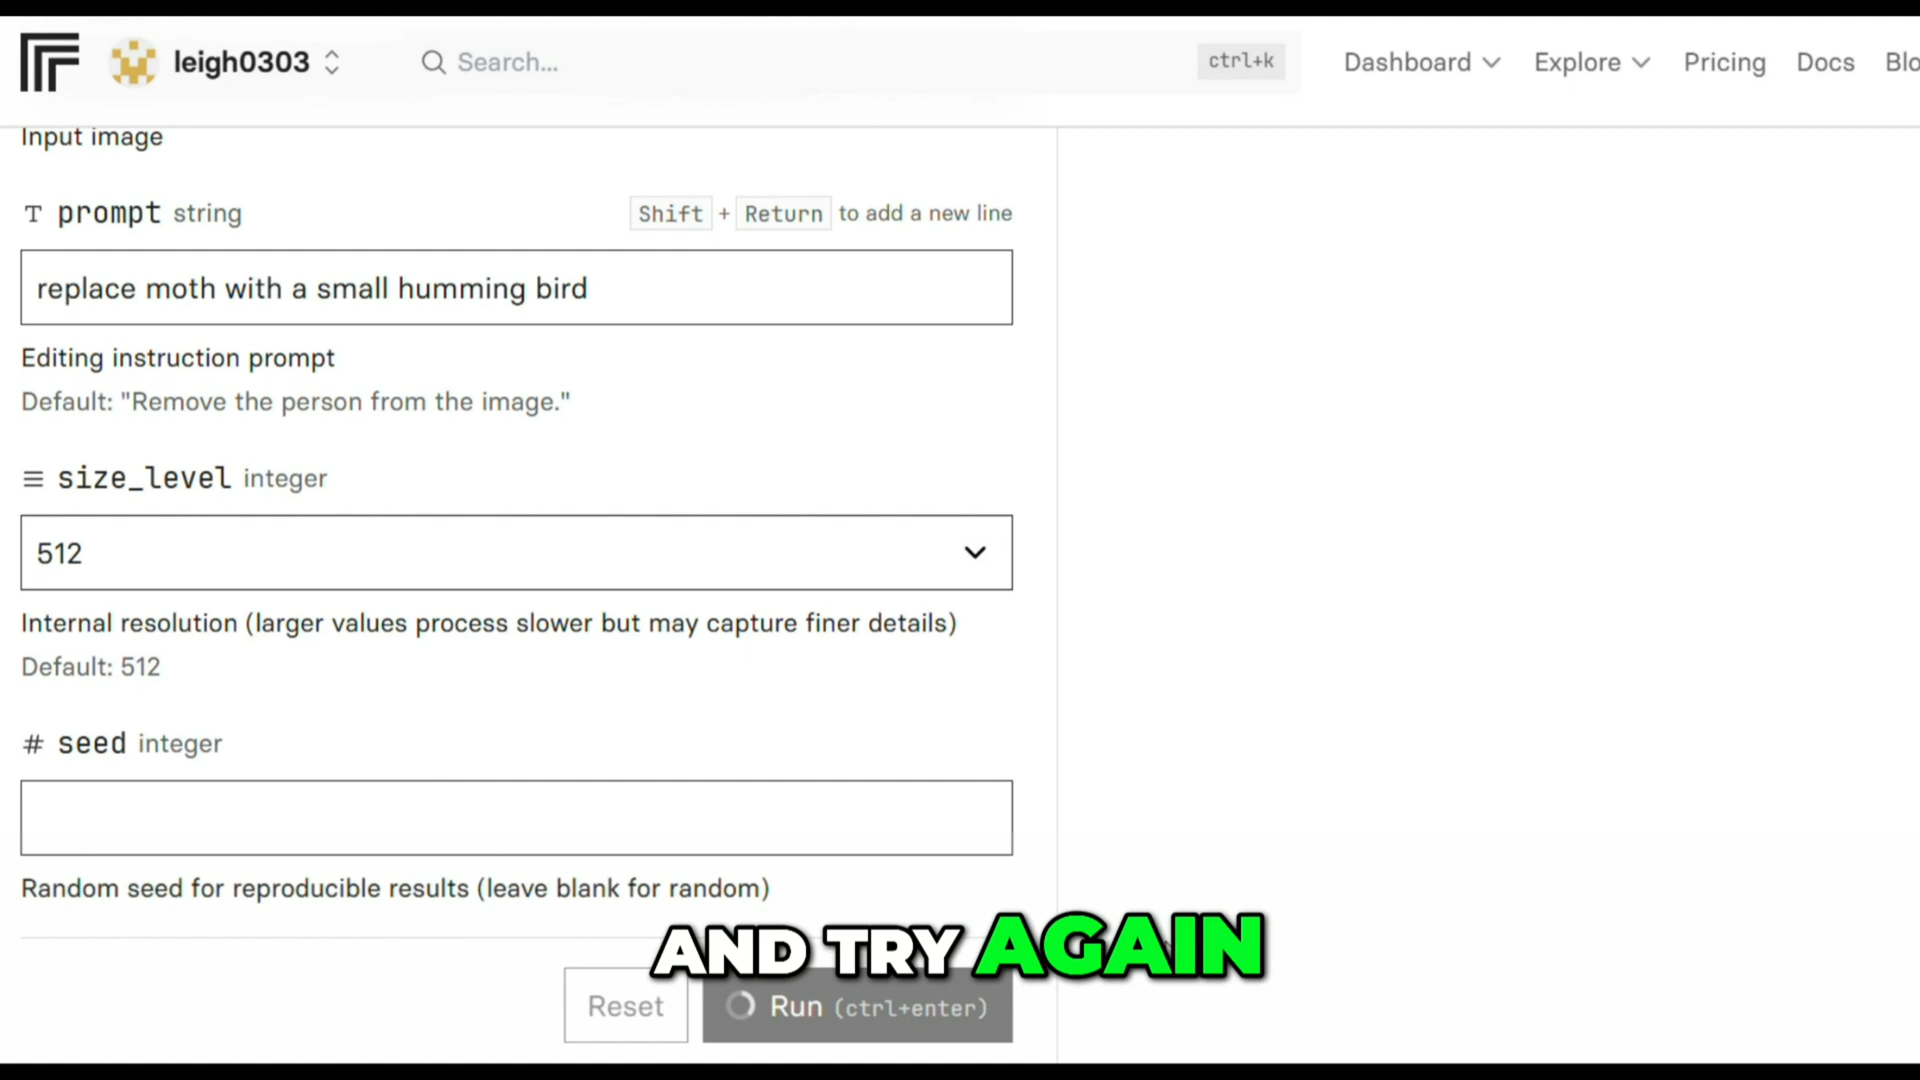 leigh0303
Search...
ctrl+k
Dashboard
Explore
Pricing
Docs
Blo
Input image
T prompt string
Shift + Return to add a new line
replace moth with a small humming bird
Editing instruction prompt
Default: "Remove the person from the image."
size_level integer
512
Internal resolution (larger values process slower but may capture finer details)
Default: 512
# seed integer
Random seed for reproducible results (leave blank for random)
AND TRY AGAIN
Reset
Run (ctrl+enter)